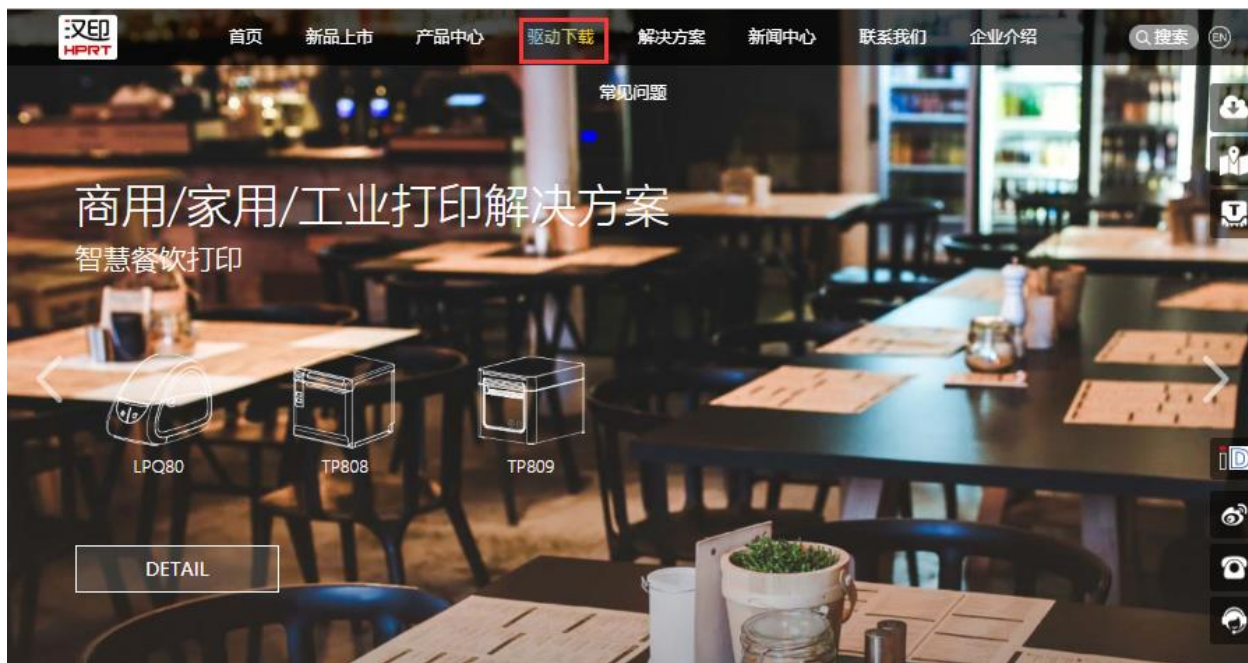 汉印
HPRT
首页 新品上市 产品中心 驱动下载 解决方案 新闻中心 联系我们 企业介绍 搜索 EN
常见问题
商用/家用/工业打印解决方案
智慧餐饮打印
LPQ80 TP808 TP809
DETAIL
T
iD